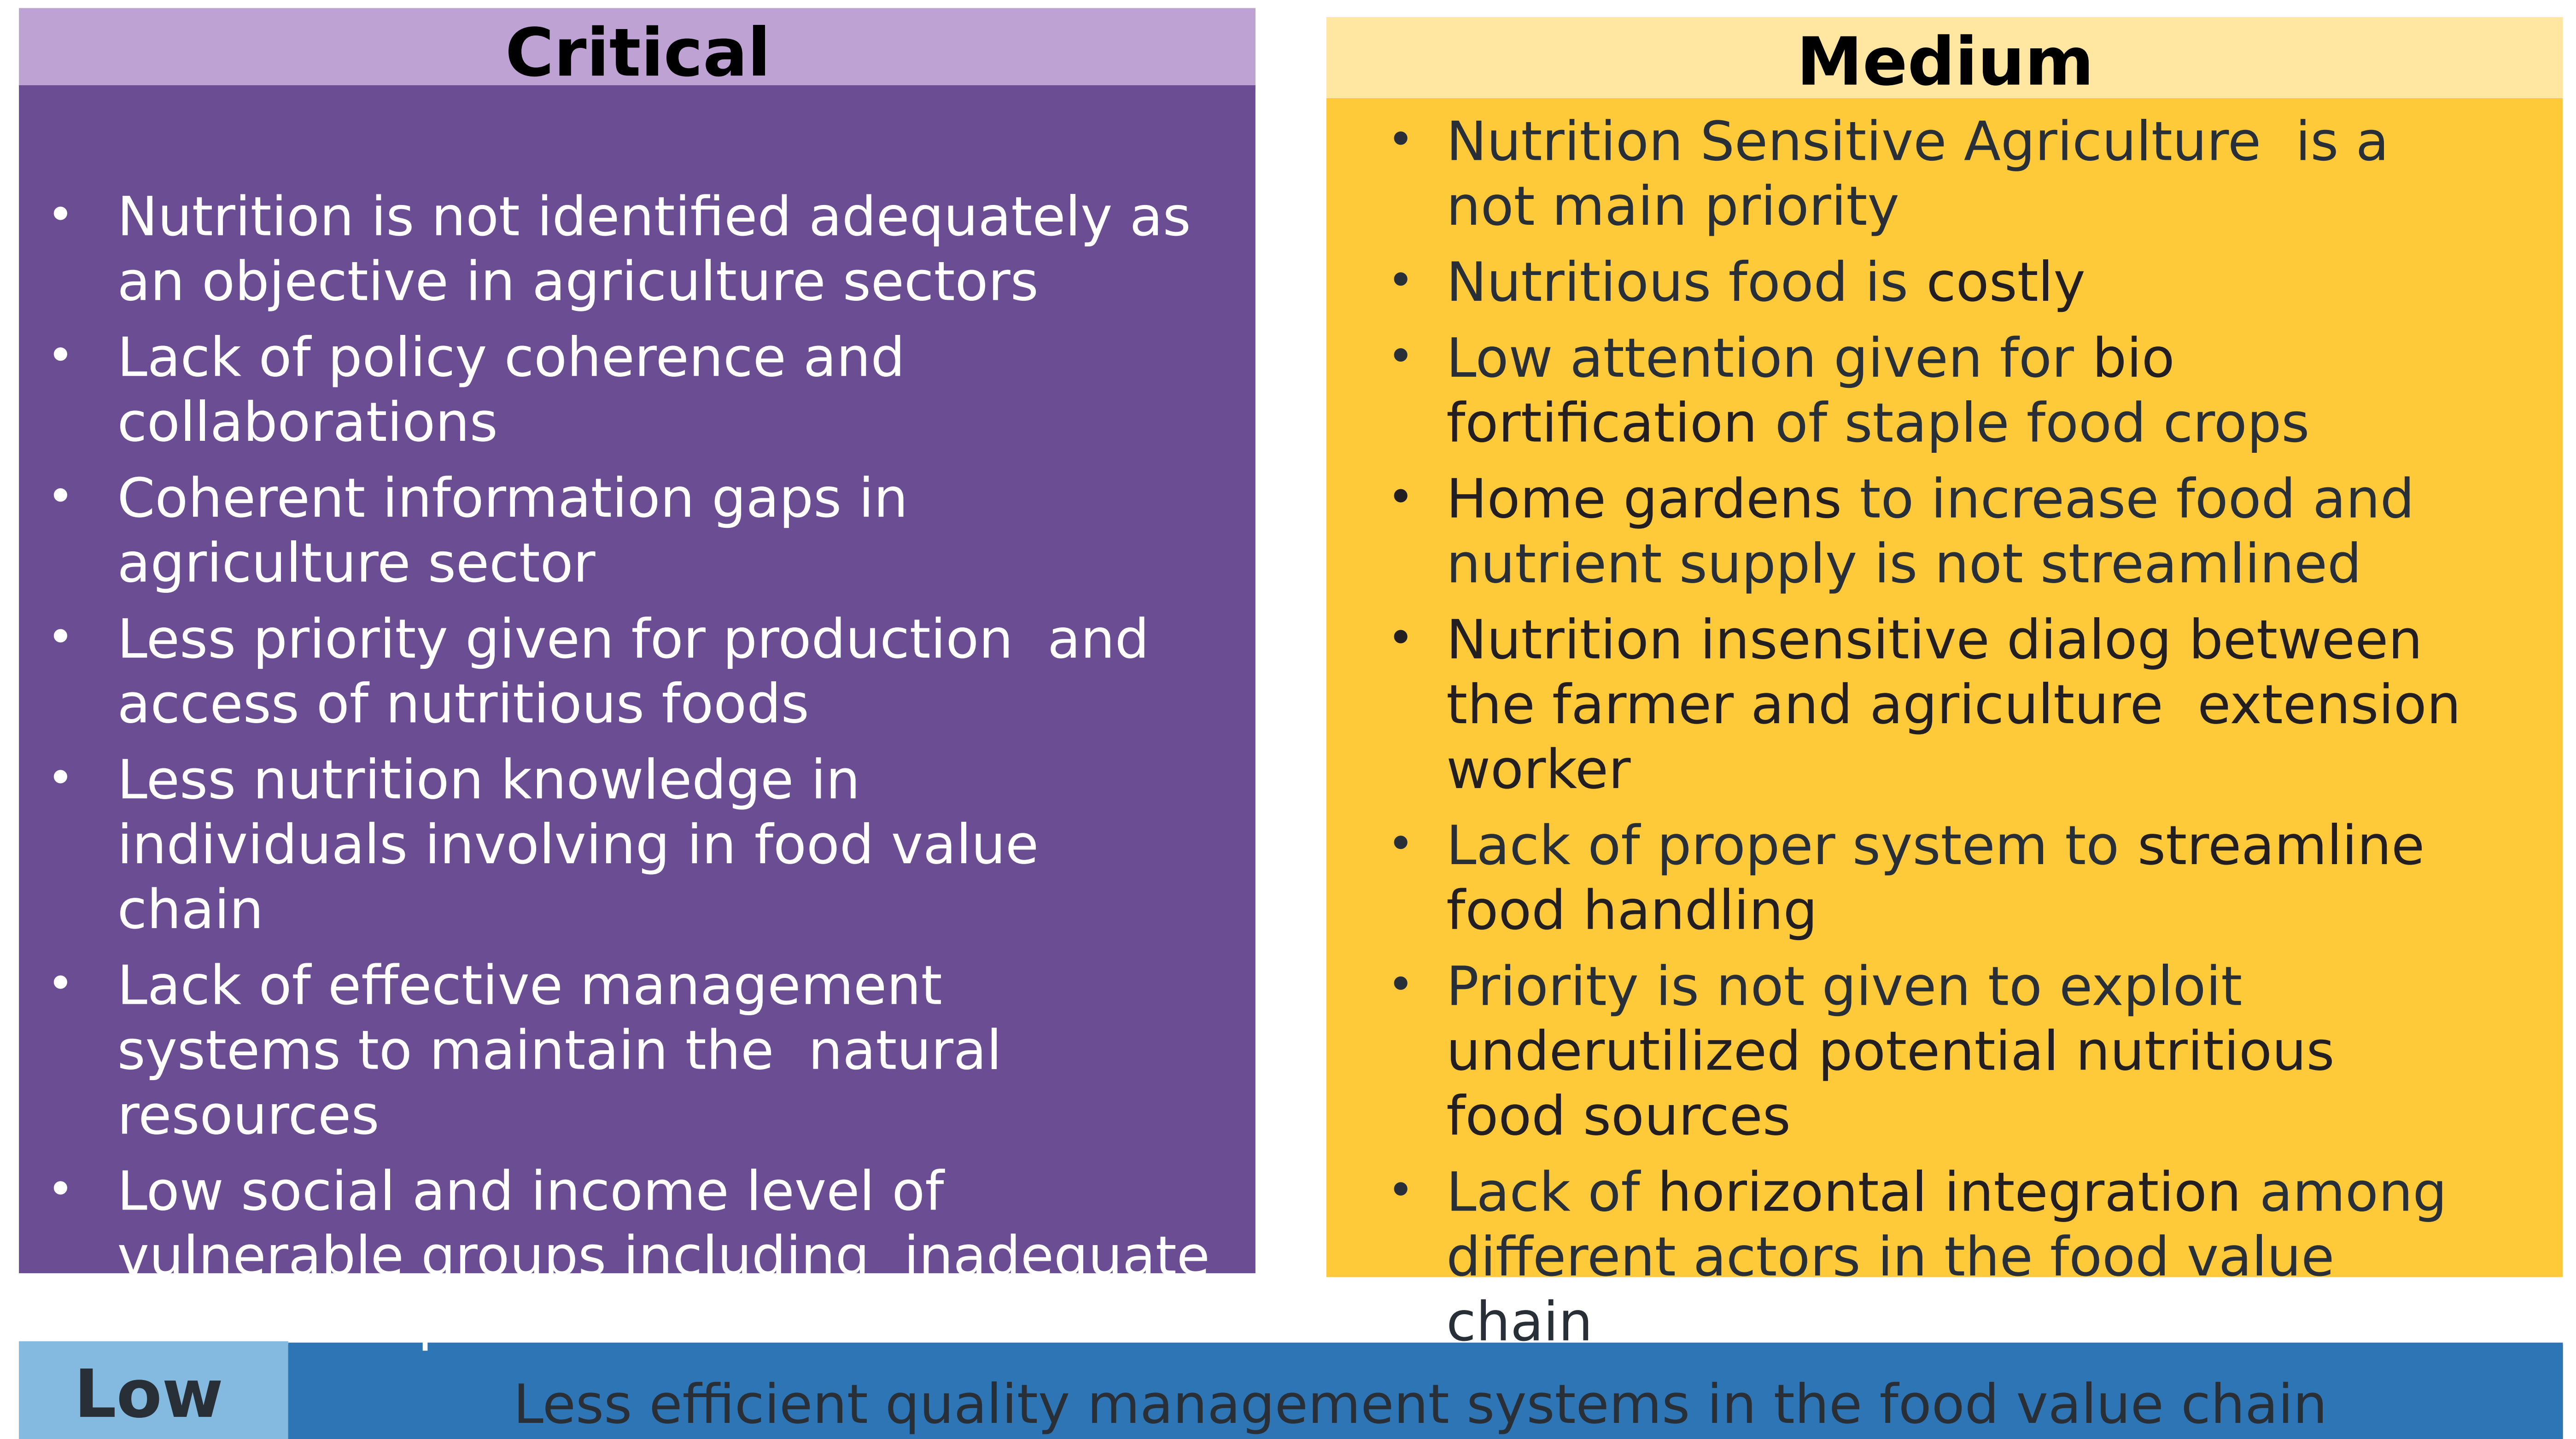 Critical
• Nutrition is not identified adequately as
an objective in agriculture sectors
• Lack of policy coherence and
collaborations
• Coherent information gaps in
agriculture sector
• Less priority given for production  and
access of nutritious foods
• Less nutrition knowledge in
individuals involving in food value
chain
• Lack of effective management
systems to maintain the  natural
resources
• Low social and income level of
vulnerable groups including  inadequate
Medium
• Nutrition Sensitive Agriculture  is a
not main priority
• Nutritious food is costly
• Low attention given for bio
fortification of staple food crops
• Home gardens to increase food and
nutrient supply is not streamlined
• Nutrition insensitive dialog between
the farmer and agriculture  extension
worker
• Lack of proper system to streamline
food handling
• Priority is not given to exploit
underutilized potential nutritious
food sources
• Lack of horizontal integration among
different actors in the food value
chain
Low
Less efficient quality management systems in the food value chain